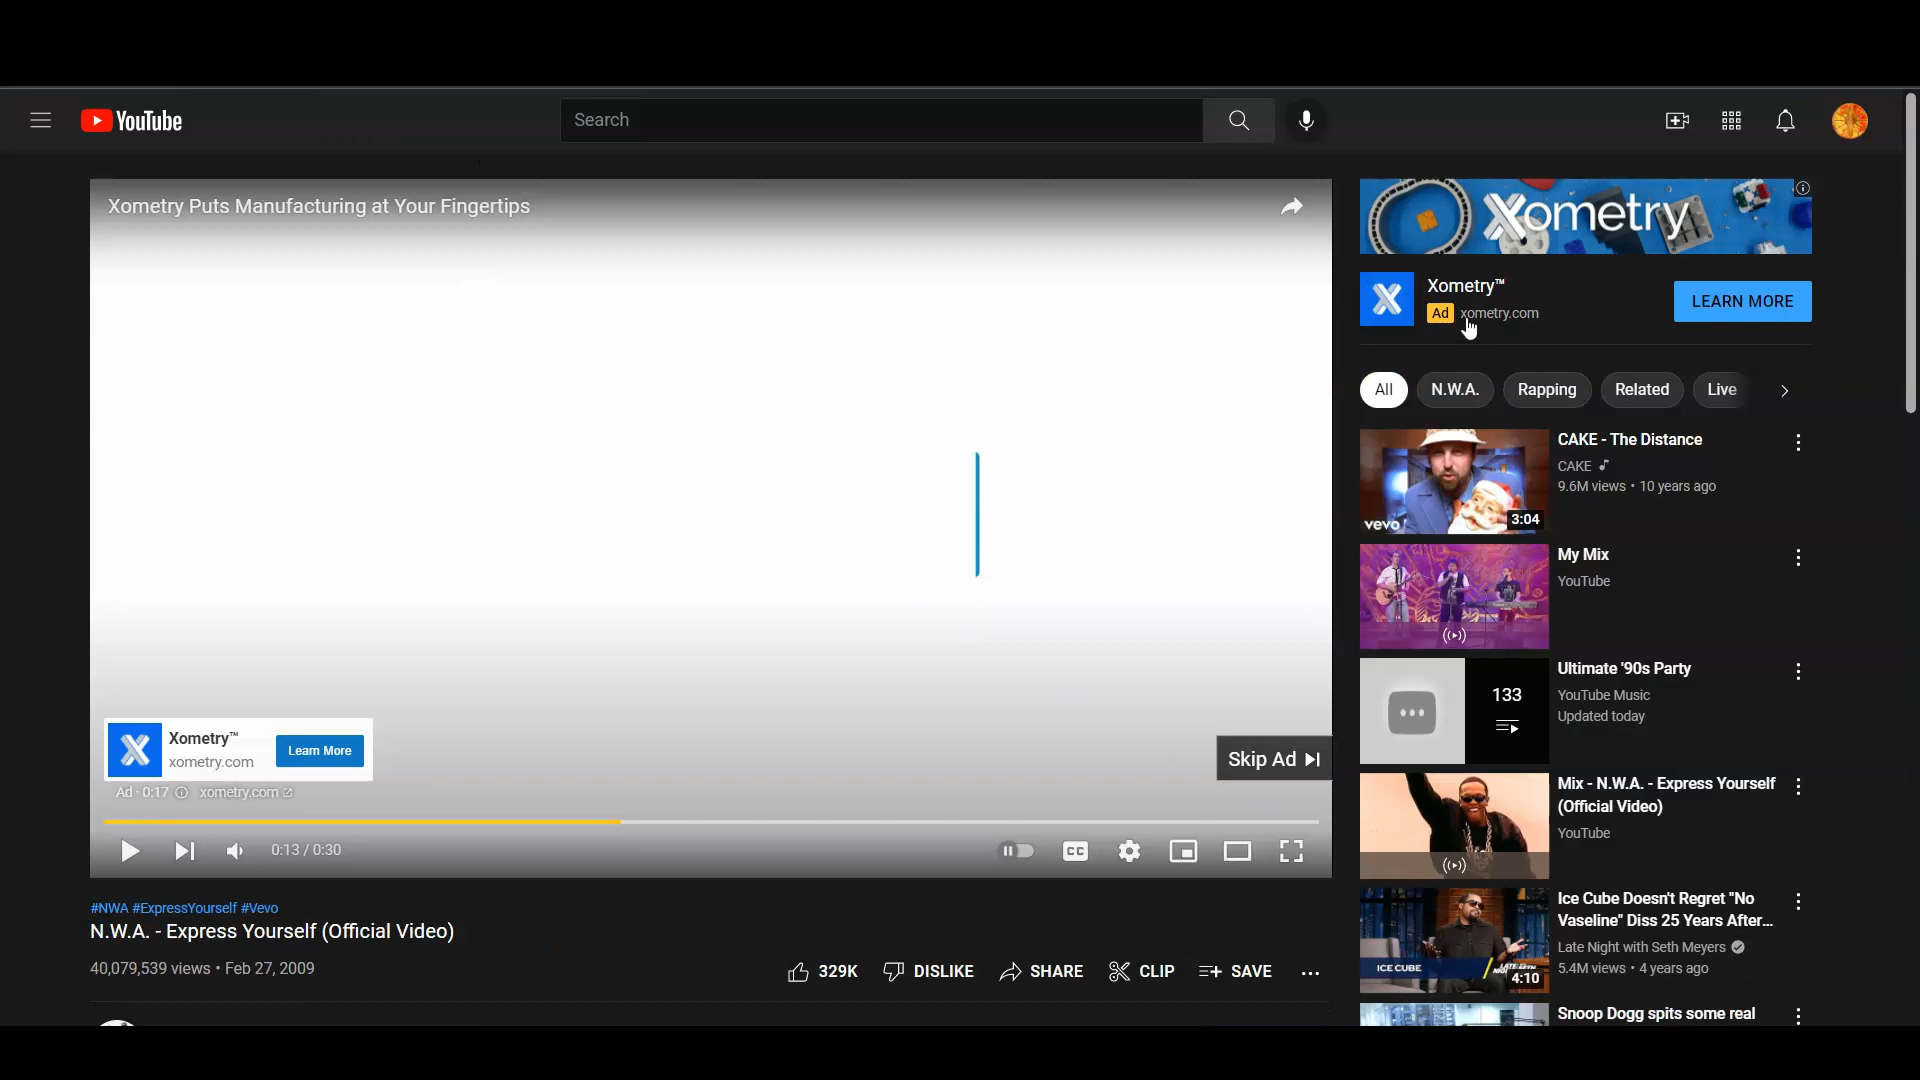 YouTube
Search
Xometry Puts Manufacturing at Your Fingertips
Xometry™
xometry.com
Learn More
Ad · 0:17 xometry.com
Skip Ad
0:13 / 0:30
CC
#NWA #ExpressYourself #Vevo
N.W.A. - Express Yourself (Official Video)
40,079,539 views • Feb 27, 2009
329K DISLIKE SHARE CLIP SAVE
Xometry
Xometry™
Ad xometry.com
LEARN MORE
All N.W.A. Rapping Related Live
vevo
3:04
CAKE - The Distance
CAKE
9.6M views • 10 years ago
My Mix
YouTube
133
Ultimate '90s Party
YouTube Music
Updated today
Mix - N.W.A. - Express Yourself
(Official Video)
YouTube
ICE CUBE
4:10
Ice Cube Doesn't Regret "No
Vaseline" Diss 25 Years After...
Late Night with Seth Meyers
5.4M views • 4 years ago
Snoop Dogg spits some real